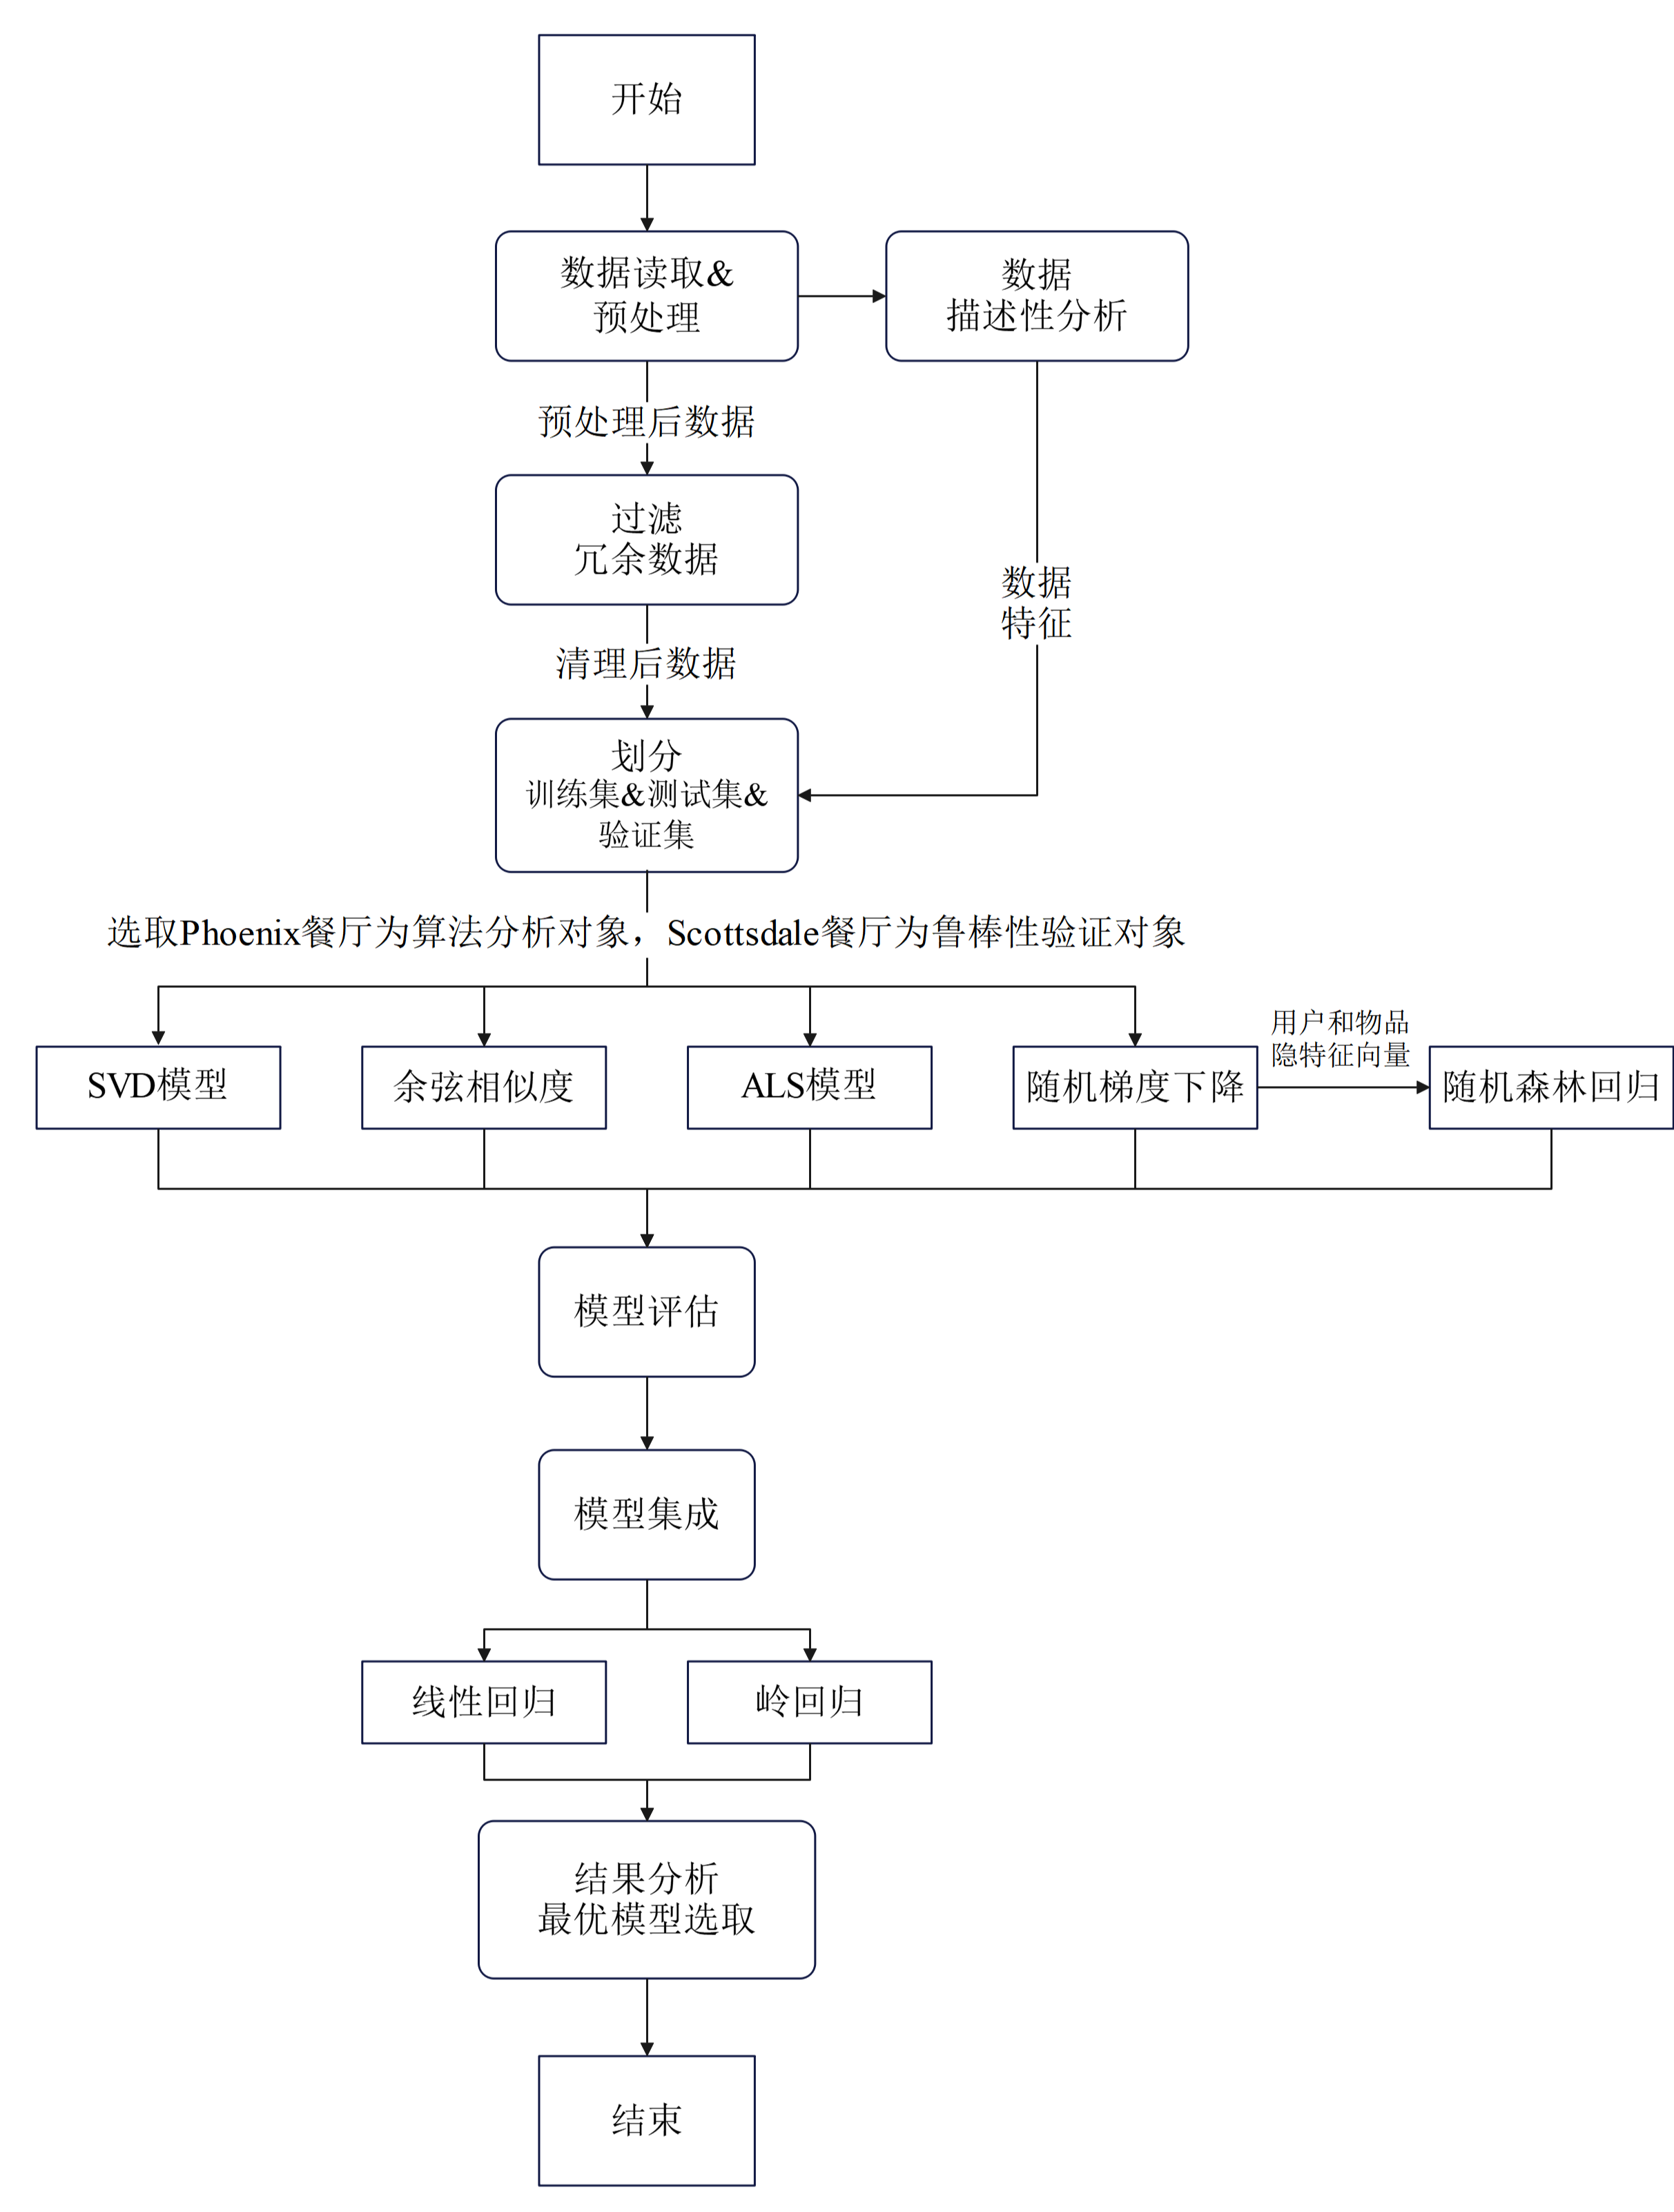 开始
数据读取&
预处理
数据
描述性分析
预处理后数据
过滤
冗余数据
数据
特征
清理后数据
划分
训练集&测试集&
验证集
选取Phoenix餐厅为算法分析对象，Scottsdale餐厅为鲁棒性验证对象
用户和物品
隐特征向量
SVD模型
余弦相似度
ALS模型
随机梯度下降
随机森林回归
模型评估
模型集成
线性回归
岭回归
结果分析
最优模型选取
结束